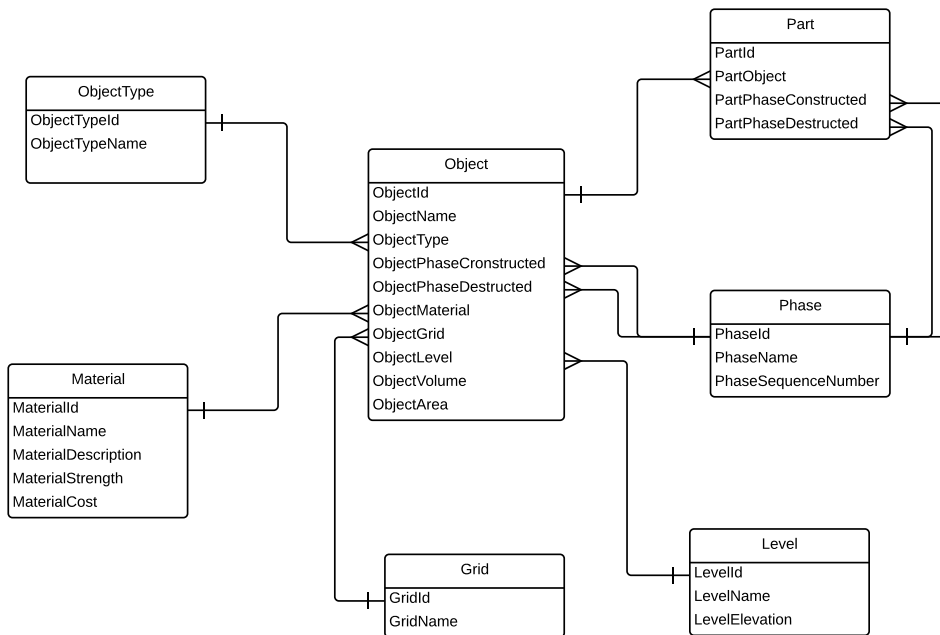 Part
PartId
PartObject
PartPhaseConstructed
PartPhaseDestructed
ObjectType
ObjectTypeId
ObjectTypeName
Object
ObjectId
ObjectName
ObjectType
ObjectPhaseCronstructed
ObjectPhaseDestructed
ObjectMaterial
ObjectGrid
ObjectLevel
ObjectVolume
ObjectArea
Phase
PhaseId
PhaseName
PhaseSequenceNumber
Material
MaterialId
MaterialName
MaterialDescription
MaterialStrength
MaterialCost
Grid
GridId
GridName
Level
LevelId
LevelName
LevelElevation